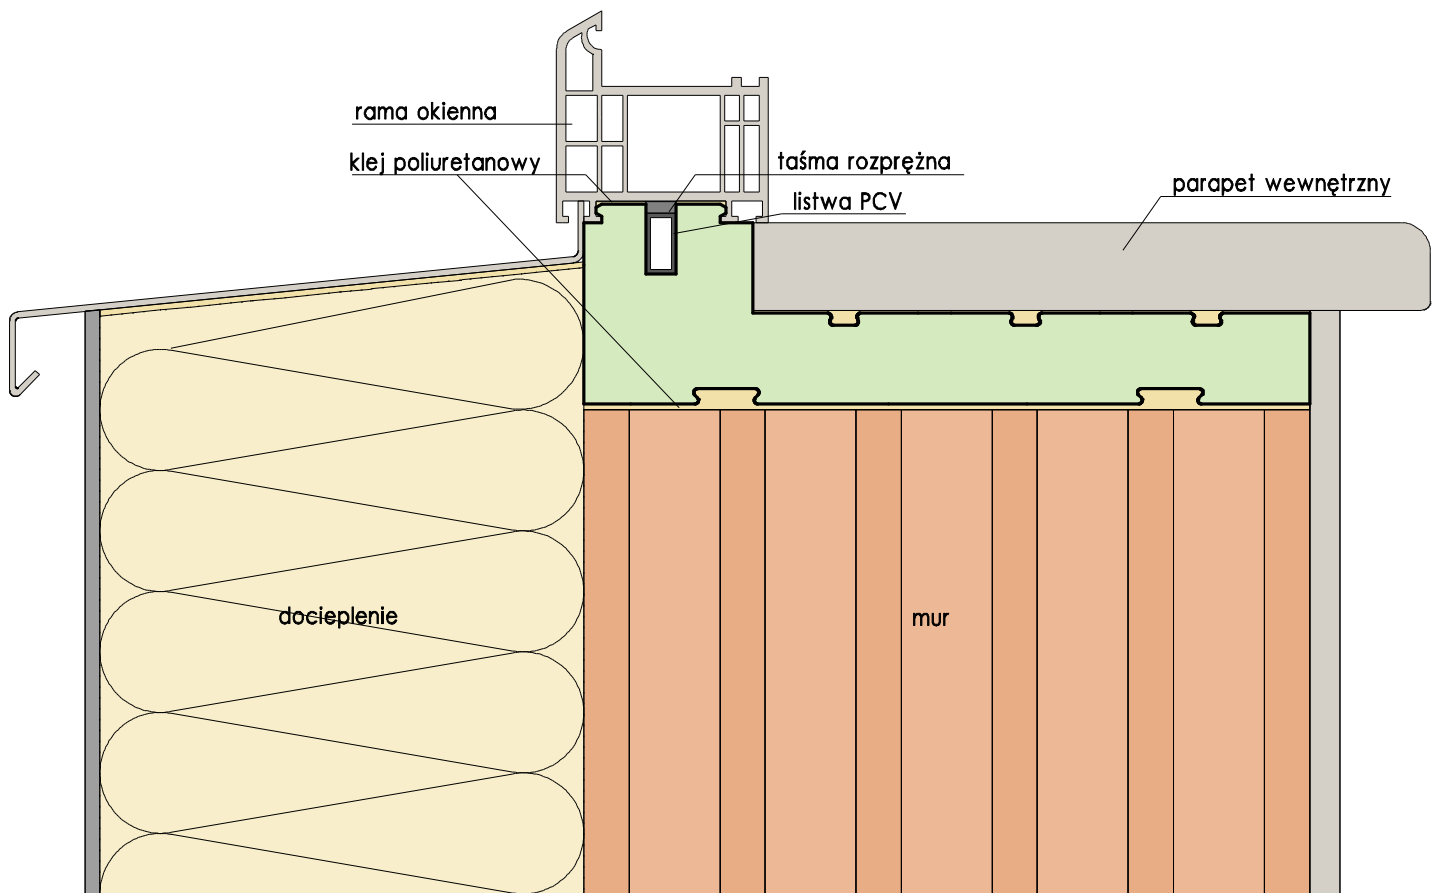 rama okienna
klej poliuretanowy
taśma rozprężna
listwa PCV
parapet wewnętrzny
docieplenie
mur